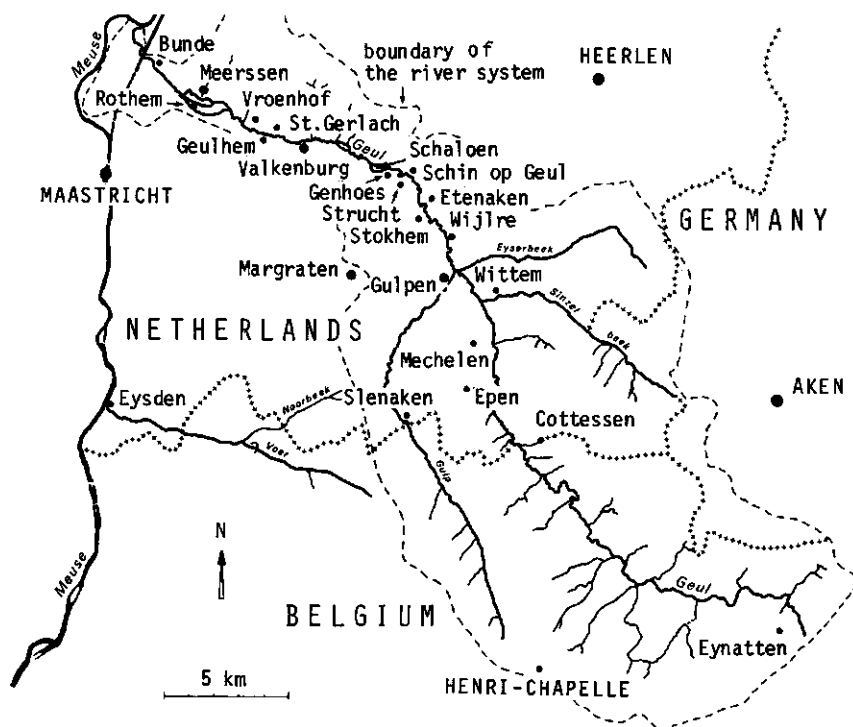 Meuse
Bunde
boundary of
the river system
HEERLEN
Meerssen
Rothem
Vroenhof
St.Gerlach
Geulhem
Geul
Schaloen
Valkenburg
Schin op Geul
MAASTRICHT
Genhoes
Etenaken
Strucht
Wijlre
GERMANY
Stokhem
Eyserbeek
Margraten
Gulpen
Wittem
Sinzel
beek
NETHERLANDS
Mechelen
Eysden
Noorbeek
Slenaken
Epen
AKEN
Cottessen
Voer
Gulp
N
Meuse
Geul
BELGIUM
Eynatten
5 km
HENRI-CHAPELLE